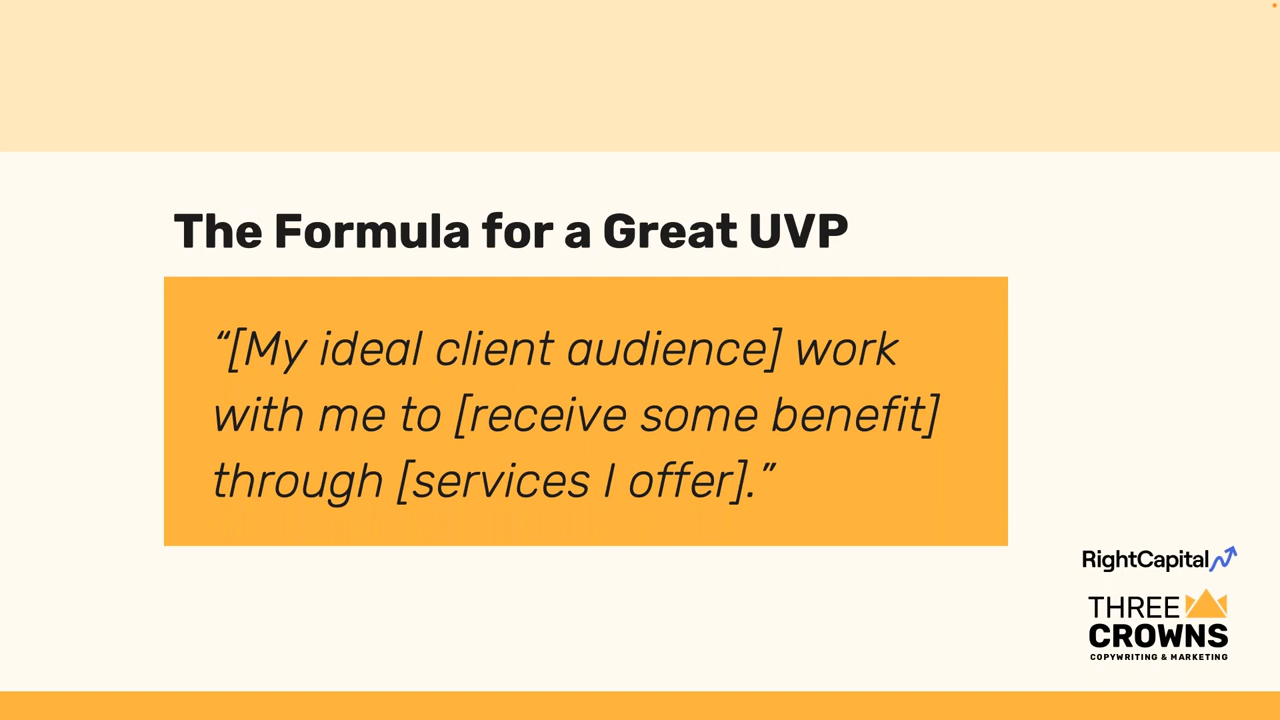 The Formula for a Great UVP
“[My ideal client audience] work
with me to [receive some benefit]
through [services I offer].”
RightCapital
THREE
CROWNS
COPYWRITING & MARKETING